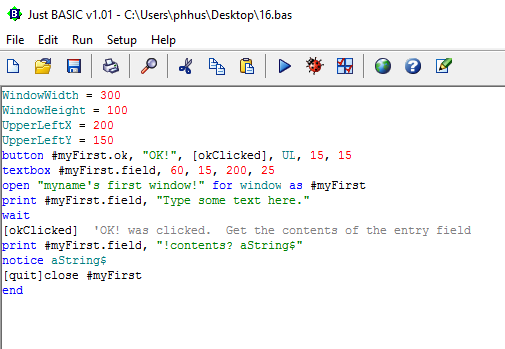 Just BASIC v1.01 - C:\Users\phhus\Desktop\16.bas
File Edit Run Setup Help
WindowWidth = 300
WindowHeight = 100
UpperLeftX = 200
UpperLeftY = 150
button #myFirst.ok, "OK!", [okClicked], UL, 15, 15
textbox #myFirst.field, 60, 15, 200, 25
open "myname's first window!" for window as #myFirst
print #myFirst.field, "Type some text here."
wait
[okClicked]  'OK! was clicked.  Get the contents of the entry field
print #myFirst.field, "!contents? aString$"
notice aString$
[quit]close #myFirst
end